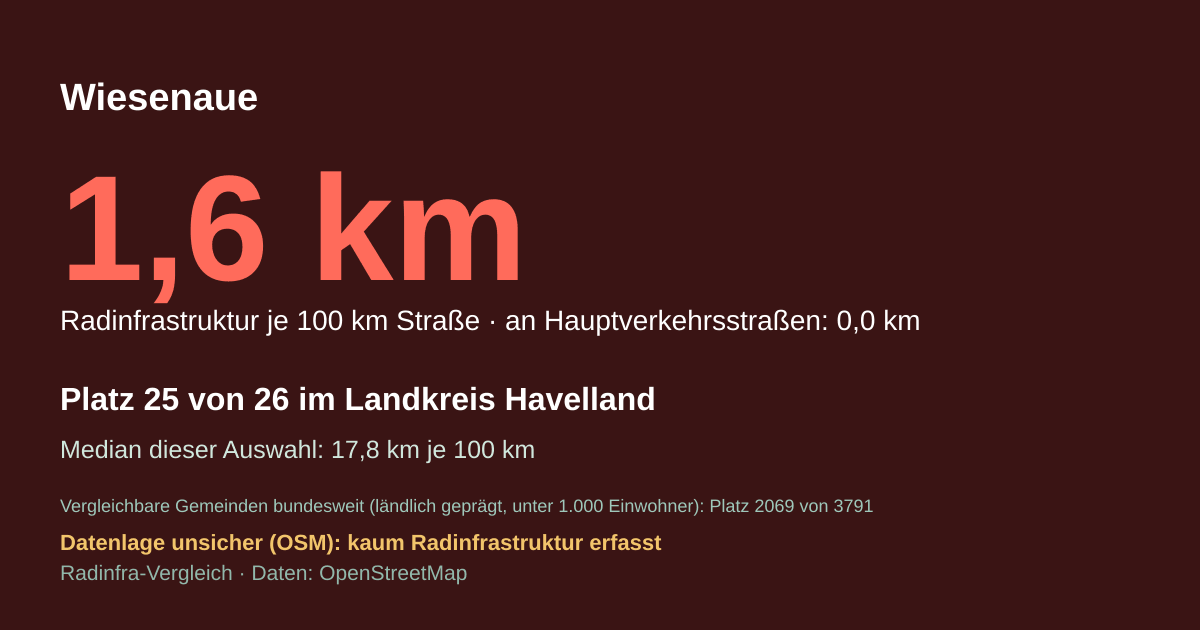 Wiesenaue
1,6 km
Radinfrastruktur je 100 km Straße · an Hauptverkehrsstraßen: 0,0 km
Platz 25 von 26 im Landkreis Havelland
Median dieser Auswahl: 17,8 km je 100 km
Vergleichbare Gemeinden bundesweit (ländlich geprägt, unter 1.000 Einwohner): Platz 2069 von 3791
Datenlage unsicher (OSM): kaum Radinfrastruktur erfasst
Radinfra-Vergleich · Daten: OpenStreetMap